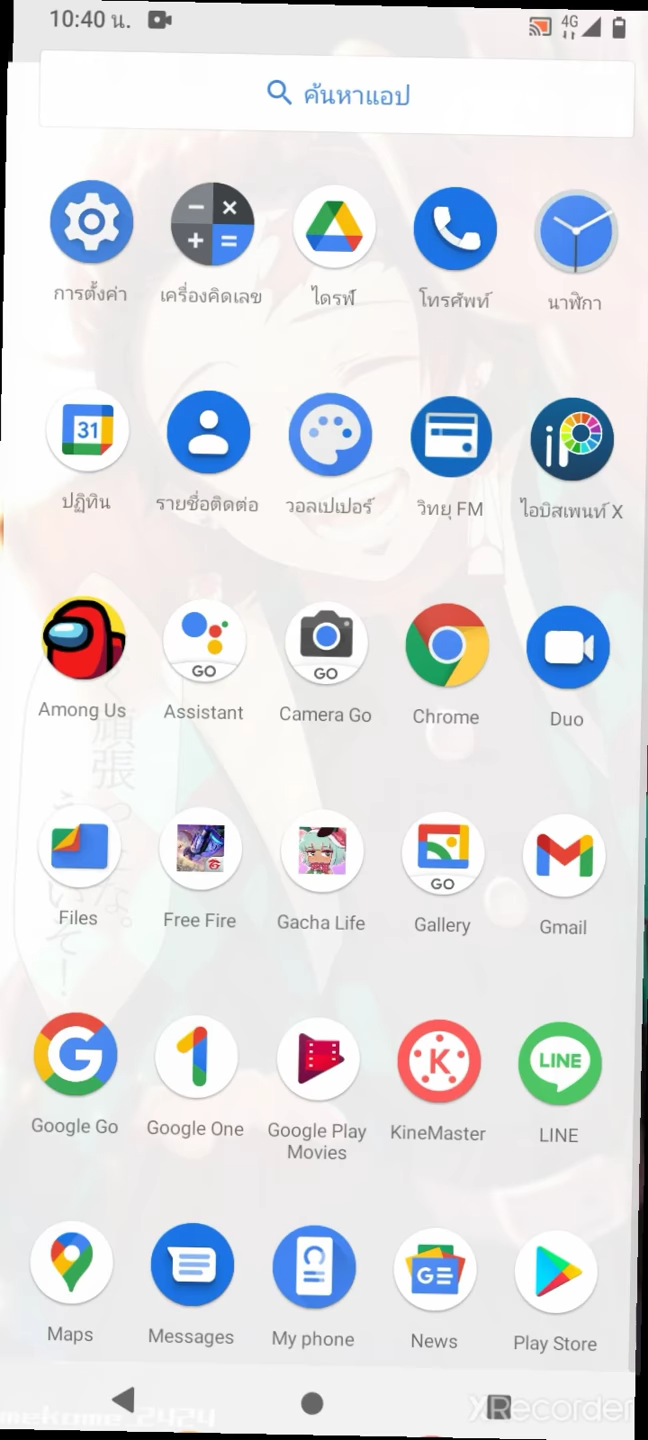 10:40 น.
4G
ค้นหาแอป
การตั้งค่า
เครื่องคิดเลข
ไดรฟ์
โทรศัพท์
นาฬิกา
31
ปฏิทิน
รายชื่อติดต่อ
วอลเปเปอร์
วิทยุ FM
ไอบิสเพนท์ X
GO
GO
Among Us
Assistant
Camera Go
Chrome
Duo
GO
Files
Free Fire
Gacha Life
Gallery
Gmail
G
1
K
LINE
Google Go
Google One
Google Play
Movies
KineMaster
LINE
GE
Maps
Messages
My phone
News
Play Store
XRecorder